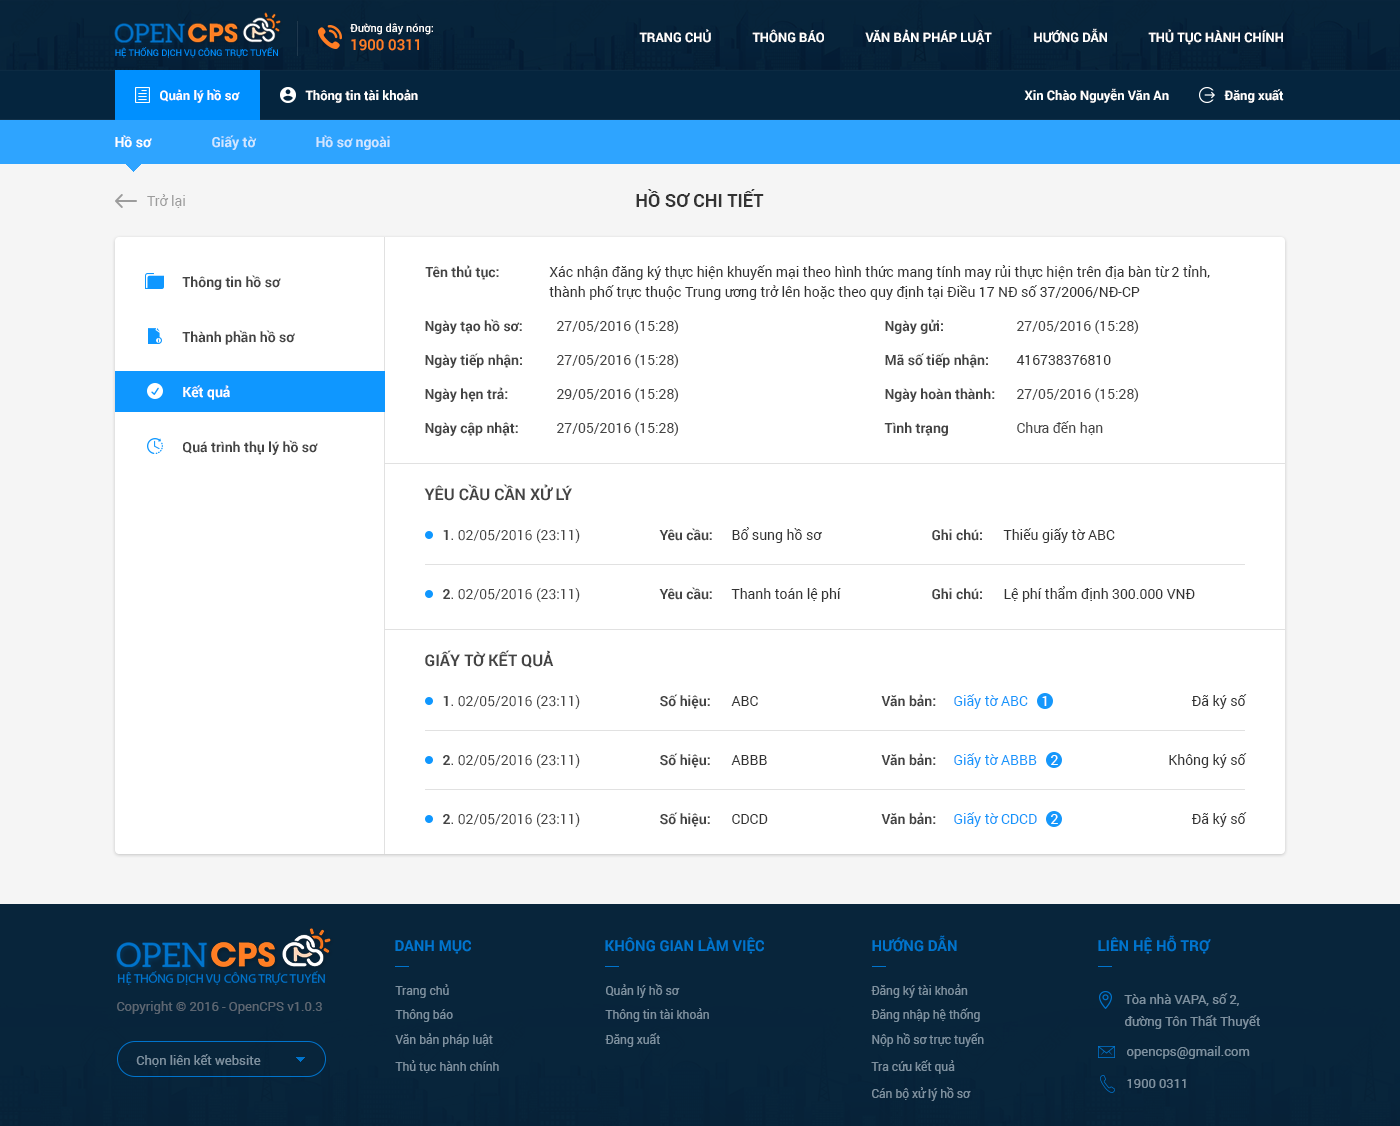 OPENCPS
HỆ THỐNG DỊCH VỤ CÔNG TRỰC TUYẾN
Đường dây nóng:
1900 0311
TRANG CHỦ THÔNG BÁO VĂN BẢN PHÁP LUẬT HƯỚNG DẪN THỦ TỤC HÀNH CHÍNH
Quản lý hồ sơ Thông tin tài khoản Xin Chào Nguyễn Văn An Đăng xuất
Hồ sơ Giấy tờ Hồ sơ ngoài
Trở lại
HỒ SƠ CHI TIẾT
Thông tin hồ sơ
Thành phần hồ sơ
Kết quả
Quá trình thụ lý hồ sơ
Tên thủ tục: Xác nhận đăng ký thực hiện khuyến mại theo hình thức mang tính may rủi thực hiện trên địa bàn từ 2 tỉnh,
thành phố trực thuộc Trung ương trở lên hoặc theo quy định tại Điều 17 NĐ số 37/2006/NĐ-CP
Ngày tạo hồ sơ: 27/05/2016 (15:28) Ngày gửi: 27/05/2016 (15:28)
Ngày tiếp nhận: 27/05/2016 (15:28) Mã số tiếp nhận: 416738376810
Ngày hẹn trả: 29/05/2016 (15:28) Ngày hoàn thành: 27/05/2016 (15:28)
Ngày cập nhật: 27/05/2016 (15:28) Tình trạng Chưa đến hạn
YÊU CẦU CẦN XỬ LÝ
1. 02/05/2016 (23:11) Yêu cầu: Bổ sung hồ sơ Ghi chú: Thiếu giấy tờ ABC
2. 02/05/2016 (23:11) Yêu cầu: Thanh toán lệ phí Ghi chú: Lệ phí thẩm định 300.000 VNĐ
GIẤY TỜ KẾT QUẢ
1. 02/05/2016 (23:11) Số hiệu: ABC Văn bản: Giấy tờ ABC 1 Đã ký số
2. 02/05/2016 (23:11) Số hiệu: ABBB Văn bản: Giấy tờ ABBB 2 Không ký số
2. 02/05/2016 (23:11) Số hiệu: CDCD Văn bản: Giấy tờ CDCD 2 Đã ký số
OPENCPS
HỆ THỐNG DỊCH VỤ CÔNG TRỰC TUYẾN
Copyright © 2016 - OpenCPS v1.0.3
Chọn liên kết website
DANH MỤC
Trang chủ
Thông báo
Văn bản pháp luật
Thủ tục hành chính
KHÔNG GIAN LÀM VIỆC
Quản lý hồ sơ
Thông tin tài khoản
Đăng xuất
HƯỚNG DẪN
Đăng ký tài khoản
Đăng nhập hệ thống
Nộp hồ sơ trực tuyến
Tra cứu kết quả
Cán bộ xử lý hồ sơ
LIÊN HỆ HỖ TRỢ
Tòa nhà VAPA, số 2,
đường Tôn Thất Thuyết
opencps@gmail.com
1900 0311